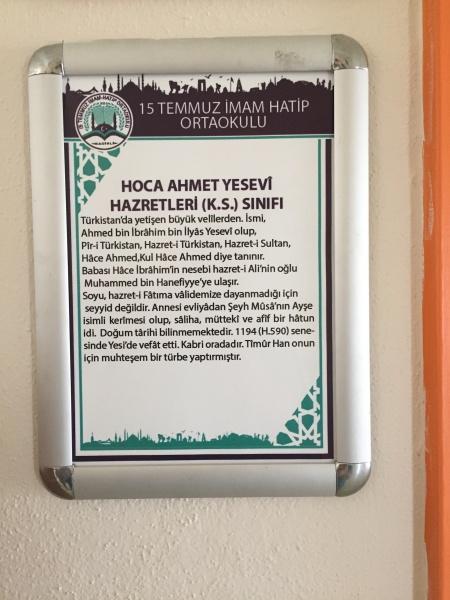 15 TEMMUZ İMAM HATİP
ORTAOKULU
HOCA AHMET YESEVÎ
HAZRETLERİ (K.S.) SINIFI
Türkistan'da yetişen büyük velîlerden. İsmi,
Ahmed bin İbrâhim bin İlyâs Yesevî olup,
Pîr-i Türkistan, Hazret-i Türkistan, Hazret-i Sultan,
Hâce Ahmed,Kul Hâce Ahmed diye tanınır.
Babası Hâce İbrâhim'in nesebi hazret-i Ali'nin oğlu
Muhammed bin Hanefiyye'ye ulaşır.
Soyu, hazret-i Fâtıma vâlidemize dayanmadığı için
seyyid değildir. Annesi evliyâdan Şeyh Mûsâ'nın Ayşe
isimli kerîmesi olup, sâliha, müttekî ve afîf bir hâtun
idi. Doğum târihi bilinmemektedir. 1194 (H.590) sene-
sinde Yesi'de vefât etti. Kabri oradadır. Tîmûr Han onun
için muhteşem bir türbe yaptırmıştır.